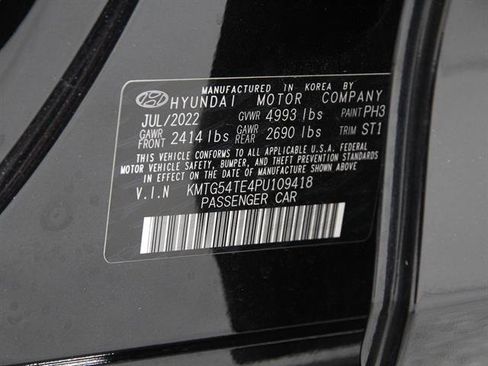 MANUFACTURED IN KOREA BY
HYUNDAI MOTOR COMPANY
JUL/2022 GVWR 4993 lbs PAINT PH3
GAWR FRONT 2414 lbs GAWR REAR 2690 lbs TRIM ST1
THIS VEHICLE CONFORMS TO ALL APPLICABLE U.S.A. FEDERAL
MOTOR VEHICLE SAFETY, BUMPER, AND THEFT PREVENTION STANDARDS
IN EFFECT ON THE DATE OF MANUFACTURE SHOWN ABOVE.
V.I.N KMTG54TE4PU109418
PASSENGER CAR